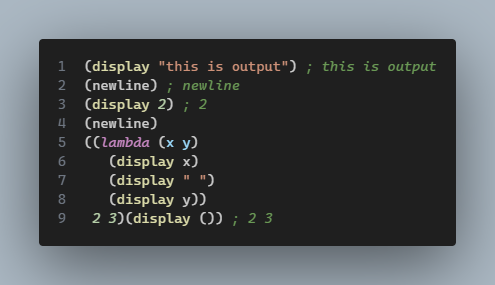 1 (display "this is output") ; this is output
2 (newline) ; newline
3 (display 2) ; 2
4 (newline)
5 ((lambda (x y)
6    (display x)
7    (display " ")
8    (display y))
9  2 3)(display ()) ; 2 3